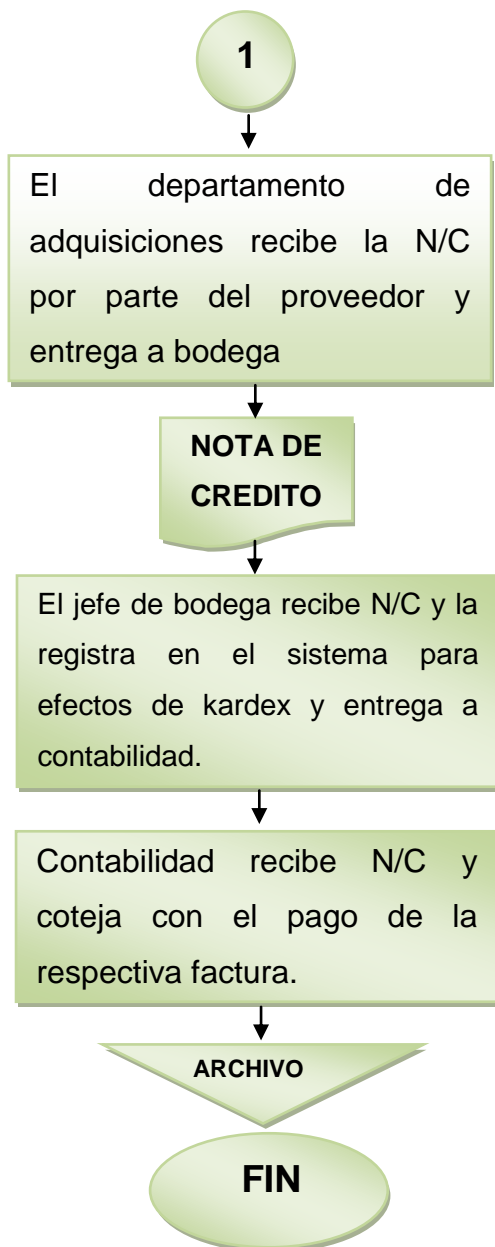 1
El departamento de
adquisiciones recibe la N/C
por parte del proveedor y
entrega a bodega
NOTA DE
CREDITO
El jefe de bodega recibe N/C y la
registra en el sistema para
efectos de kardex y entrega a
contabilidad.
Contabilidad recibe N/C y
coteja con el pago de la
respectiva factura.
ARCHIVO
FIN